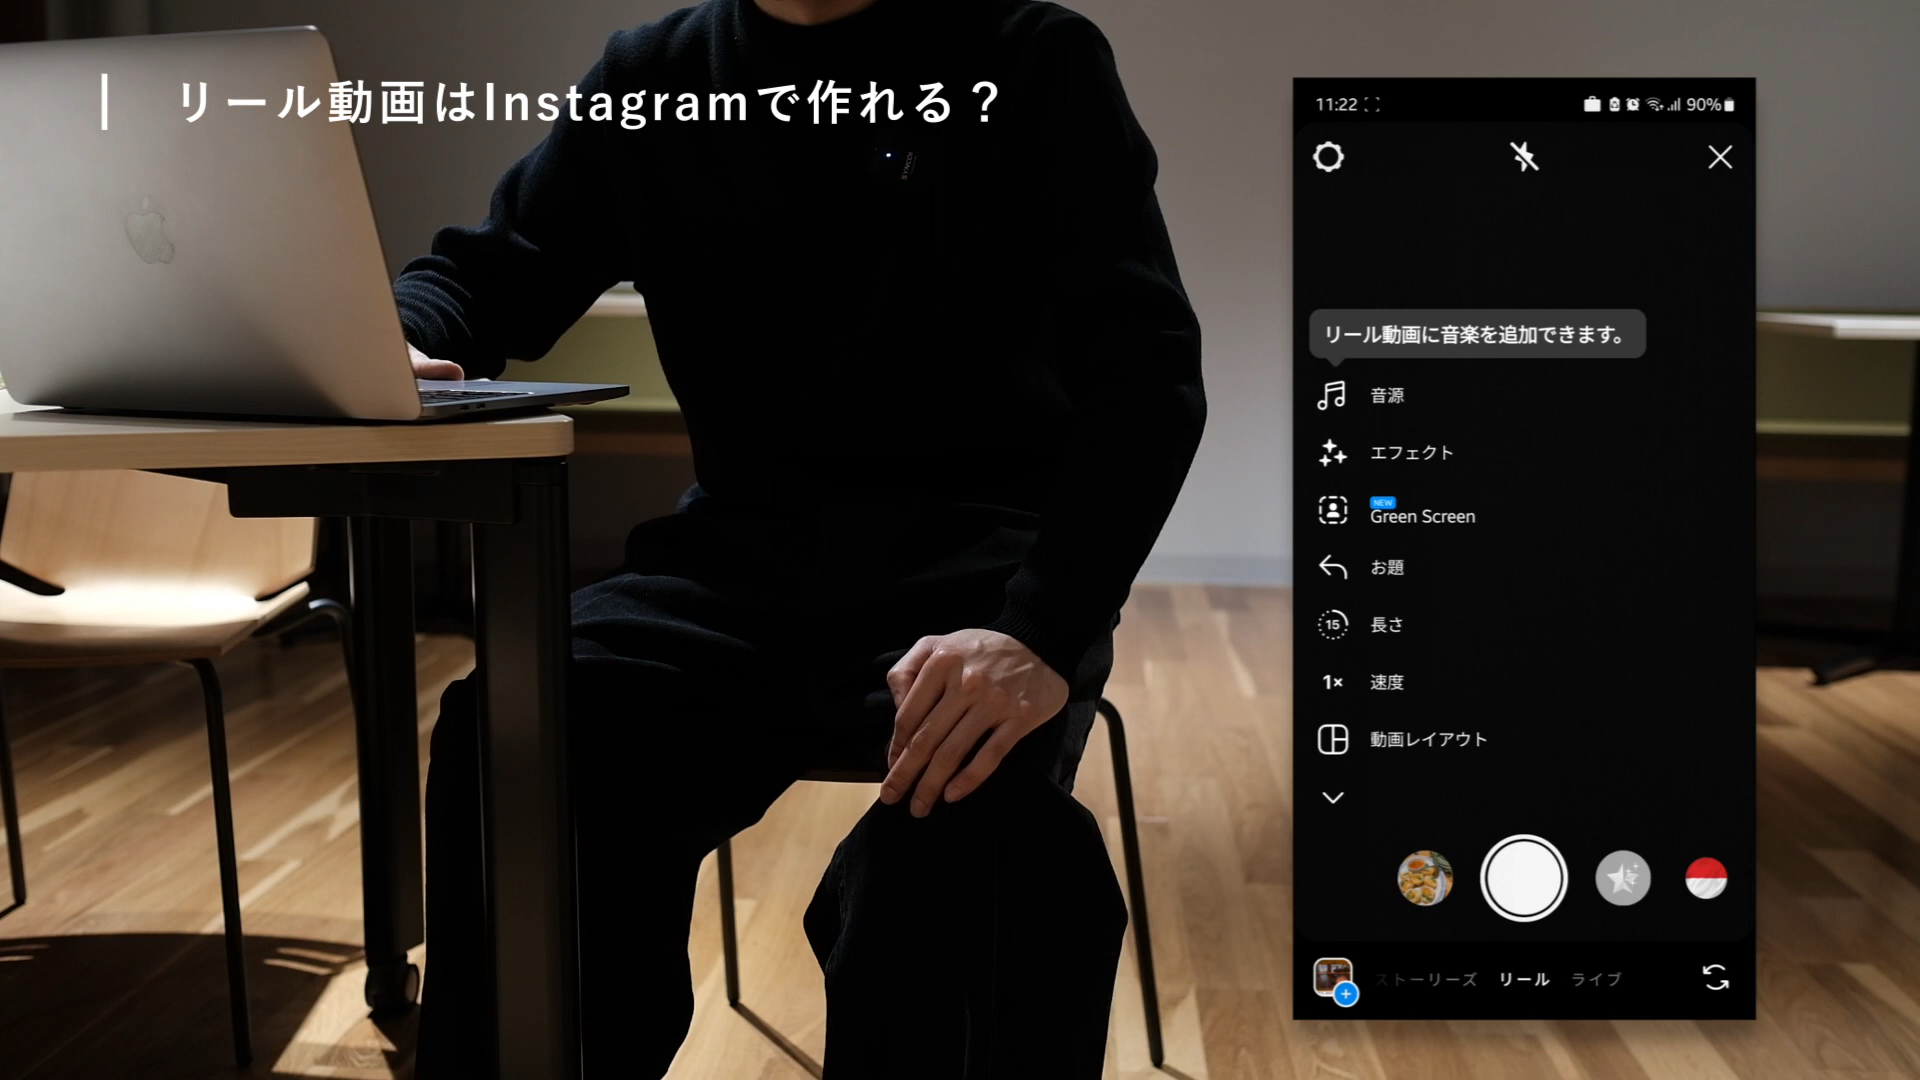 リール動画はInstagramで作れる？
SYNCO
11:22
90%
リール動画に音楽を追加できます。
音源
エフェクト
NEW
Green Screen
お題
15
長さ
1×
速度
動画レイアウト
ストーリーズ リール ライブ